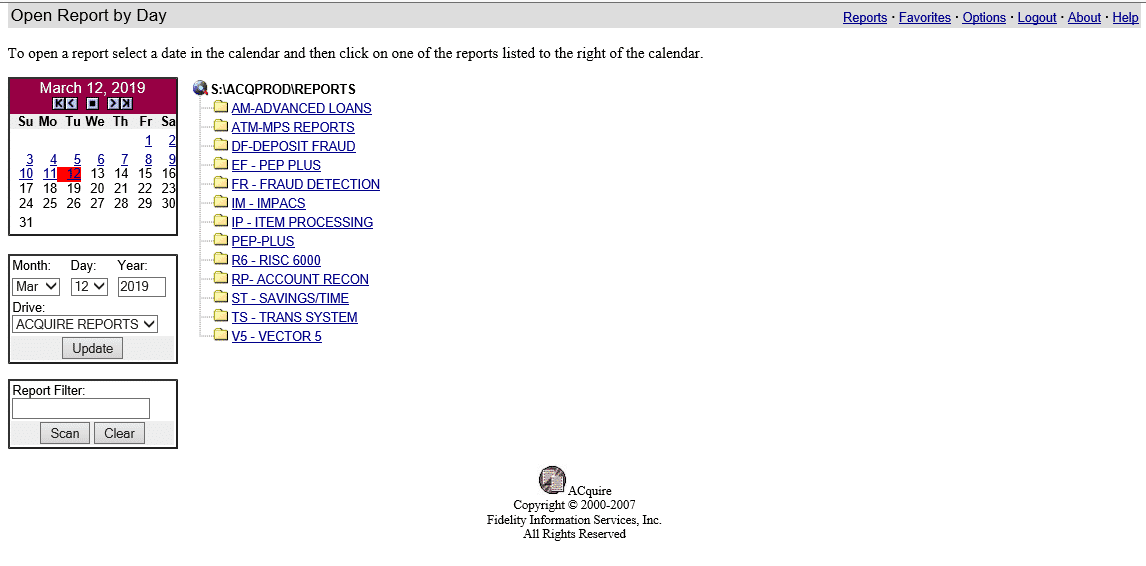 Open Report by Day
Reports · Favorites · Options · Logout · About · Help
To open a report select a date in the calendar and then click on one of the reports listed to the right of the calendar.
March 12, 2019
Su Mo Tu We Th Fr Sa
1 2
3 4 5 6 7 8 9
10 11 12 13 14 15 16
17 18 19 20 21 22 23
24 25 26 27 28 29 30
31
Month: Day: Year:
Mar 12 2019
Drive:
ACQUIRE REPORTS
Update
Report Filter:
Scan Clear
S:\ACQPROD\REPORTS
AM-ADVANCED LOANS
ATM-MPS REPORTS
DF-DEPOSIT FRAUD
EF - PEP PLUS
FR - FRAUD DETECTION
IM - IMPACS
IP - ITEM PROCESSING
PEP-PLUS
R6 - RISC 6000
RP- ACCOUNT RECON
ST - SAVINGS/TIME
TS - TRANS SYSTEM
V5 - VECTOR 5
ACquire
Copyright © 2000-2007
Fidelity Information Services, Inc.
All Rights Reserved